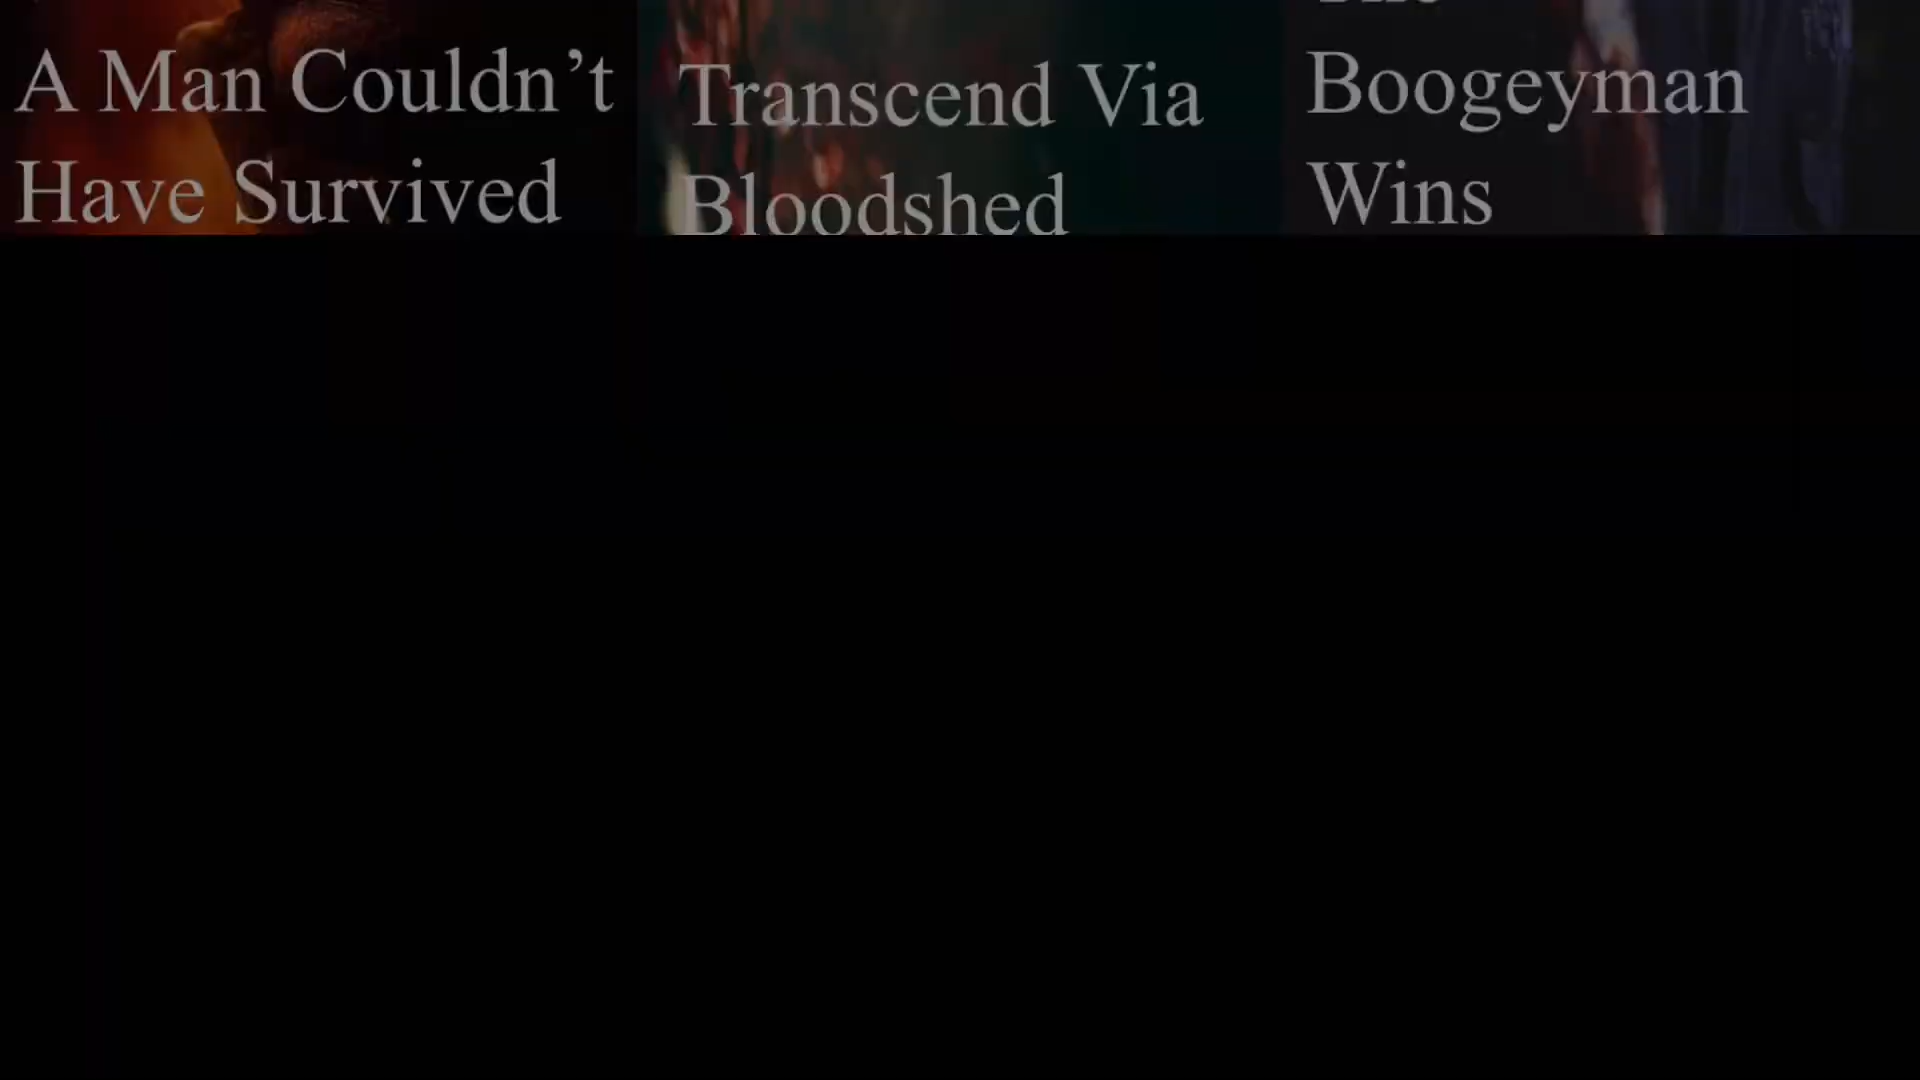 A Man Couldn’t
Have Survived
Transcend Via
Bloodshed
Boogeyman
Wins